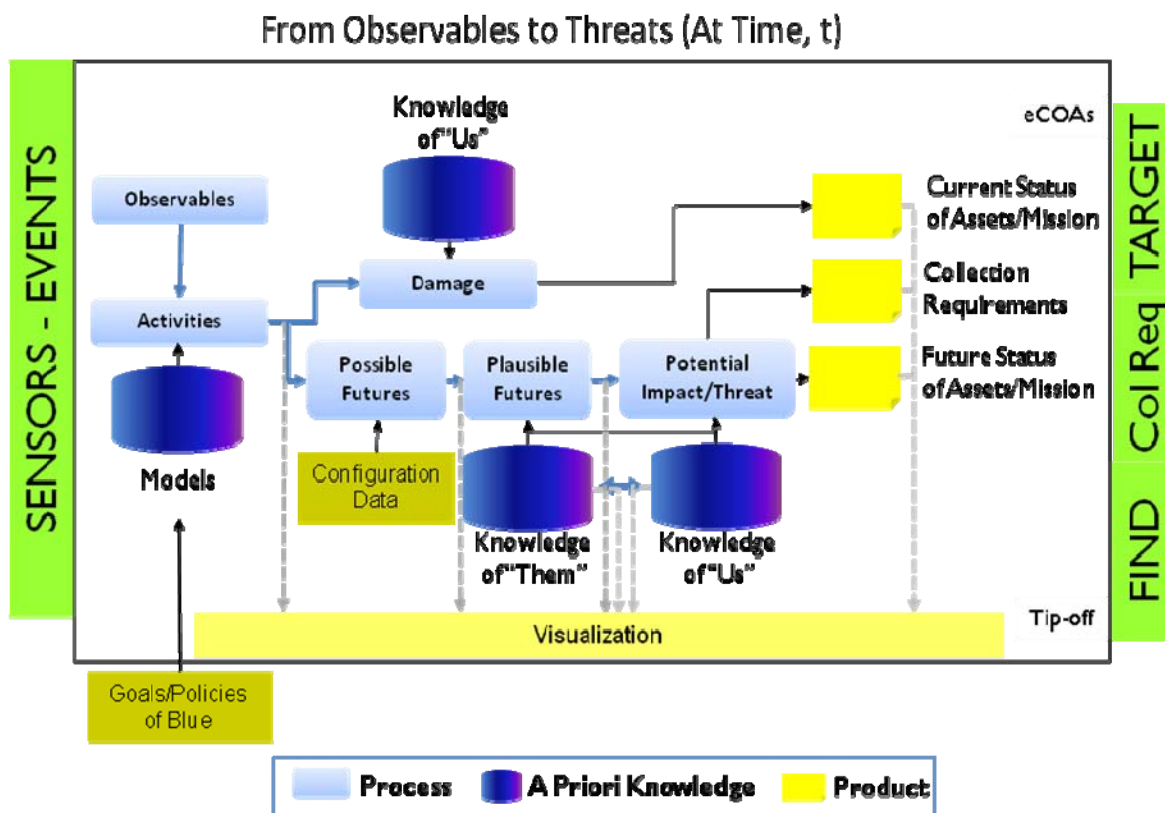 From Observables to Threats (At Time, t)
SENSORS - EVENTS
Knowledge
of "Us"
eCOAs
Observables
Current Status
of Assets/Mission
Damage
Collection
Requirements
Activities
Possible
Futures
Plausible
Futures
Potential
Impact/Threat
Future Status
of Assets/Mission
Models
Configuration
Data
Knowledge
of "Them"
Knowledge
of "Us"
Tip-off
Visualization
Goals/Policies
of Blue
TARGET
Col Req
FIND
Process
A Priori Knowledge
Product